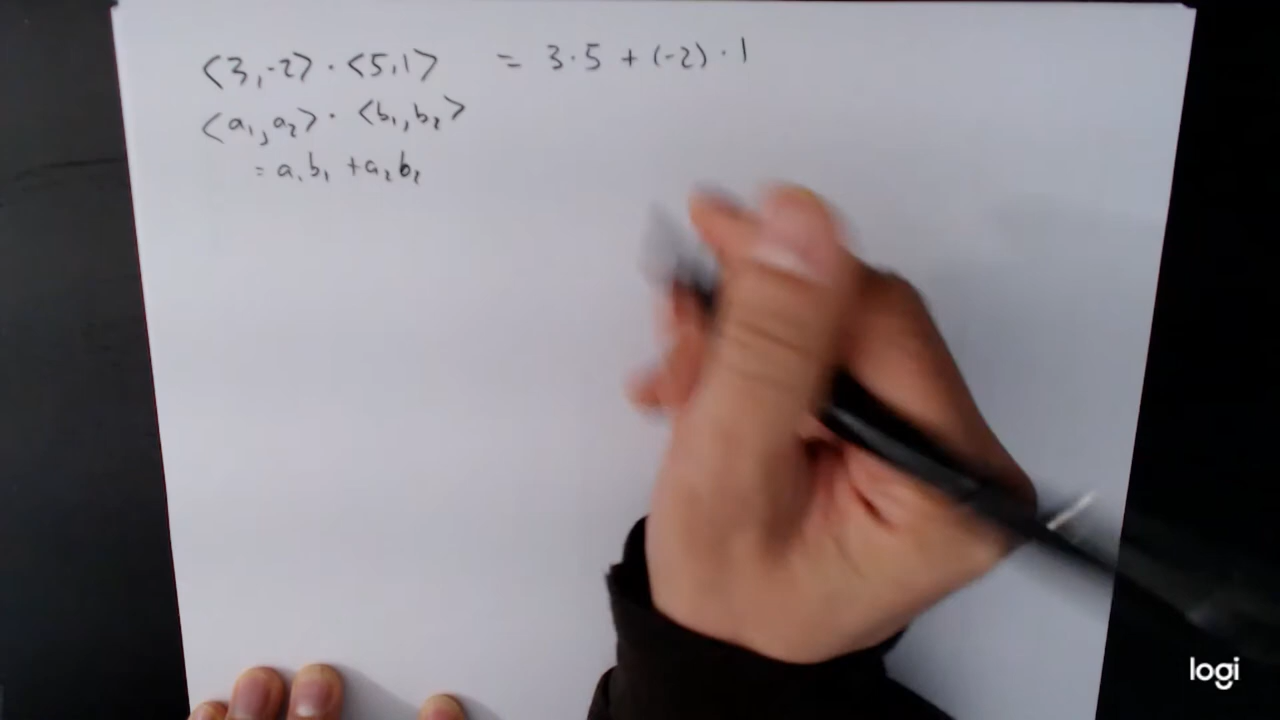 <3,-2> · <5,1> = 3·5 + (-2)·1
<a₁,a₂> · <b₁,b₂>
= a₁b₁ + a₂b₂
logi